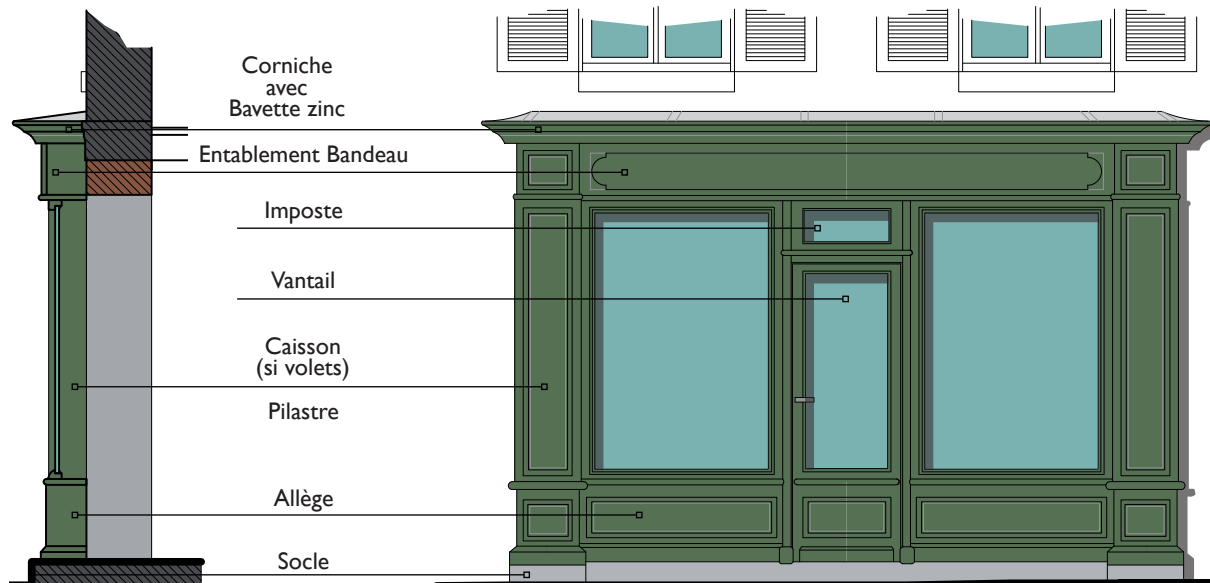 Corniche
avec
Bavette zinc
Entablement Bandeau
Imposte
Vantail
Caisson
(si volets)
Pilastre
Allège
Socle